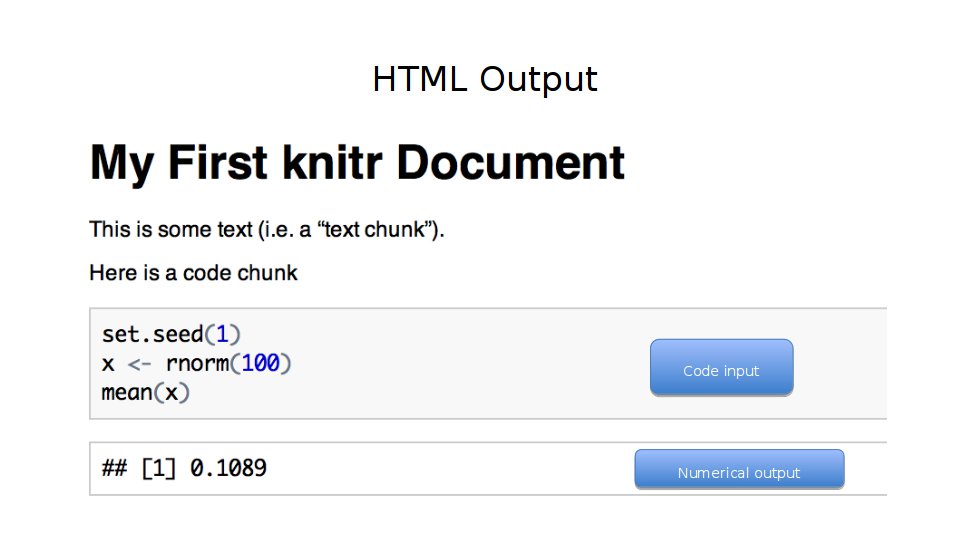 HTML Output
My First knitr Document
This is some text (i.e. a “text chunk”).
Here is a code chunk
set.seed(1)
x <- rnorm(100)
mean(x)
Code input
## [1] 0.1089
Numerical output